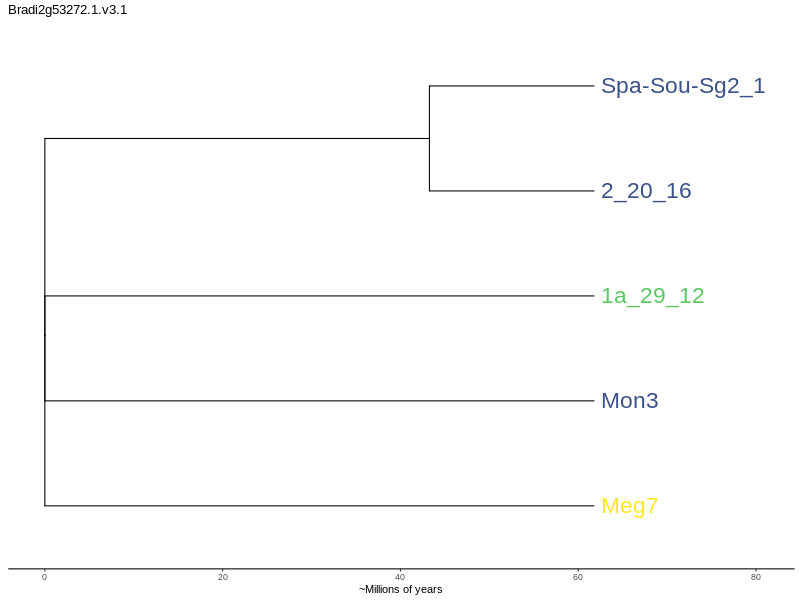 Bradi2g53272.1.v3.1
Spa-Sou-Sg2_1
2_20_16
1a_29_12
Mon3
Meg7
0 20 40 60 80
~Millions of years